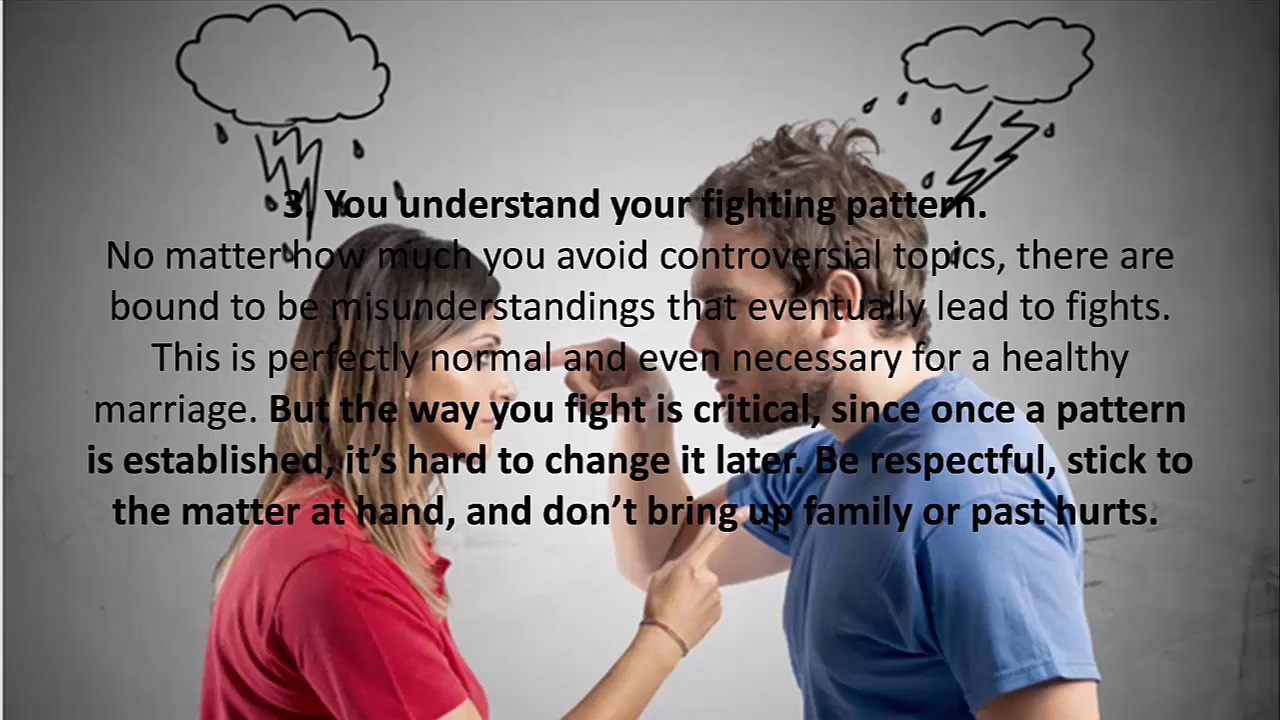 3. You understand your fighting pattern.
No matter how much you avoid controversial topics, there are
bound to be misunderstandings that eventually lead to fights.
This is perfectly normal and even necessary for a healthy
marriage. But the way you fight is critical, since once a pattern
is established, it’s hard to change it later. Be respectful, stick to
the matter at hand, and don’t bring up family or past hurts.